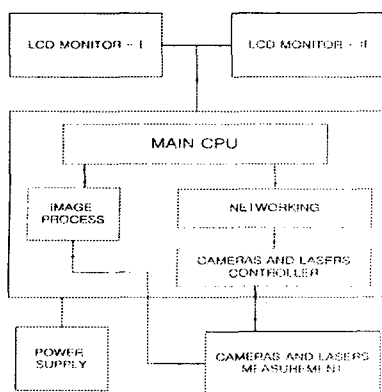 LCD MONITOR - I
LCD MONITOR - II
MAIN CPU
IMAGE
PROCESS
NETWORKING
CAMERAS AND LASERS
CONTROLLER
POWER
SUPPLY
CAMERAS AND LASERS
MEASUREMENT